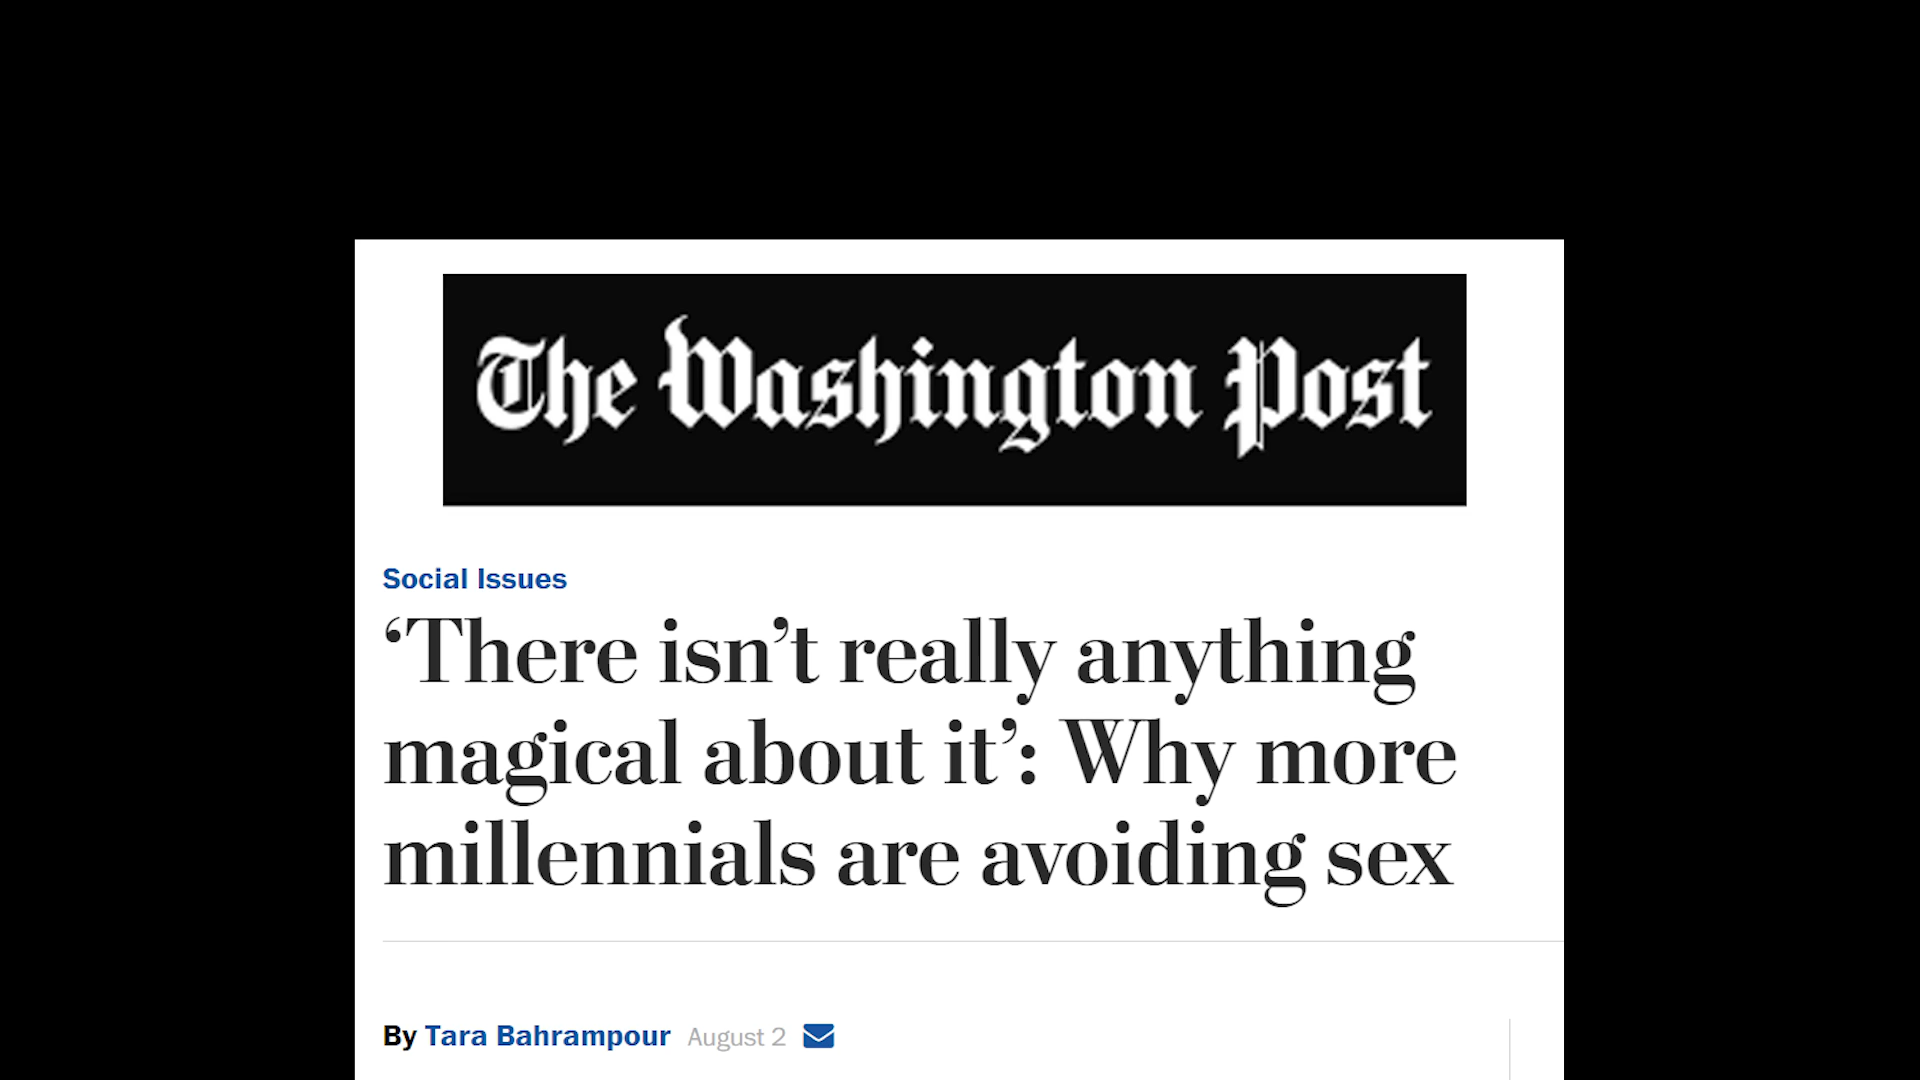 The Washington Post
Social Issues
‘There isn’t really anything
magical about it’: Why more
millennials are avoiding sex
By Tara Bahrampour August 2